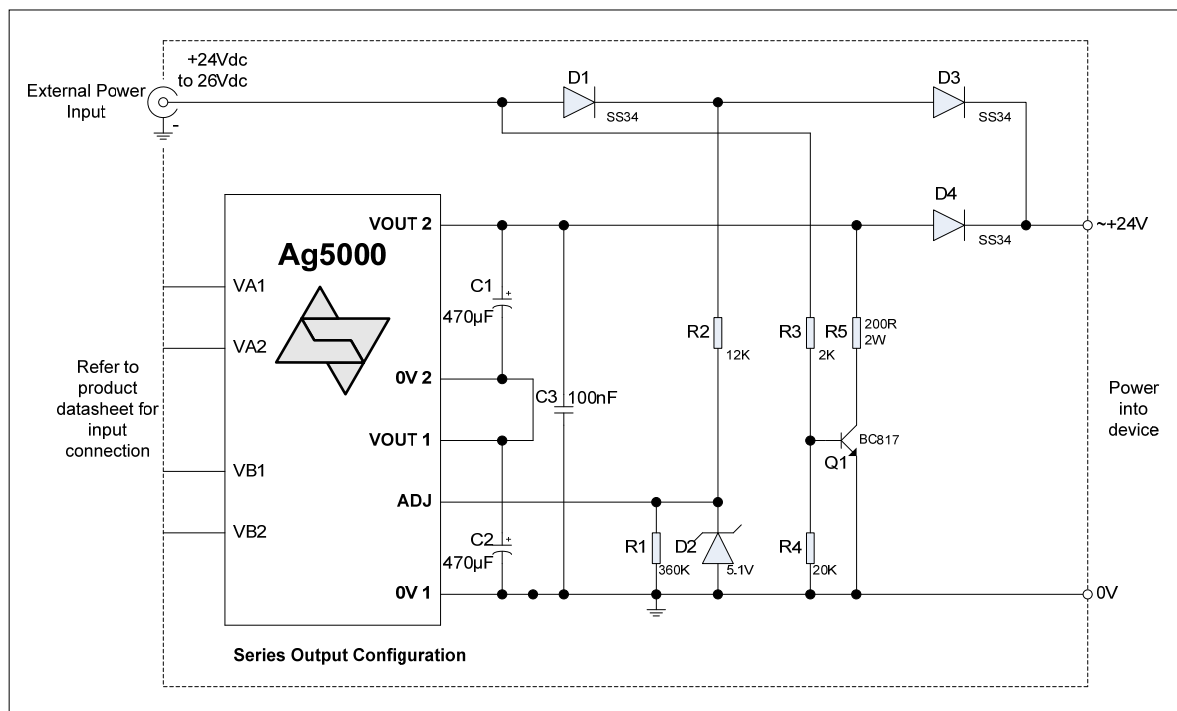 +24Vdc
to 26Vdc
External Power
Input
-
D1
SS34
D3
SS34
D4
SS34
~+24V
VOUT 2
Ag5000
VA1
VA2
VB1
VB2
Refer to
product
datasheet for
input
connection
C1
+
470µF
0V 2
C3
100nF
VOUT 1
ADJ
C2
+
470µF
0V 1
R2
12K
R3
2K
R5
200R
2W
BC817
Q1
R1
360K
D2
5.1V
R4
20K
Power
into
device
0V
Series Output Configuration